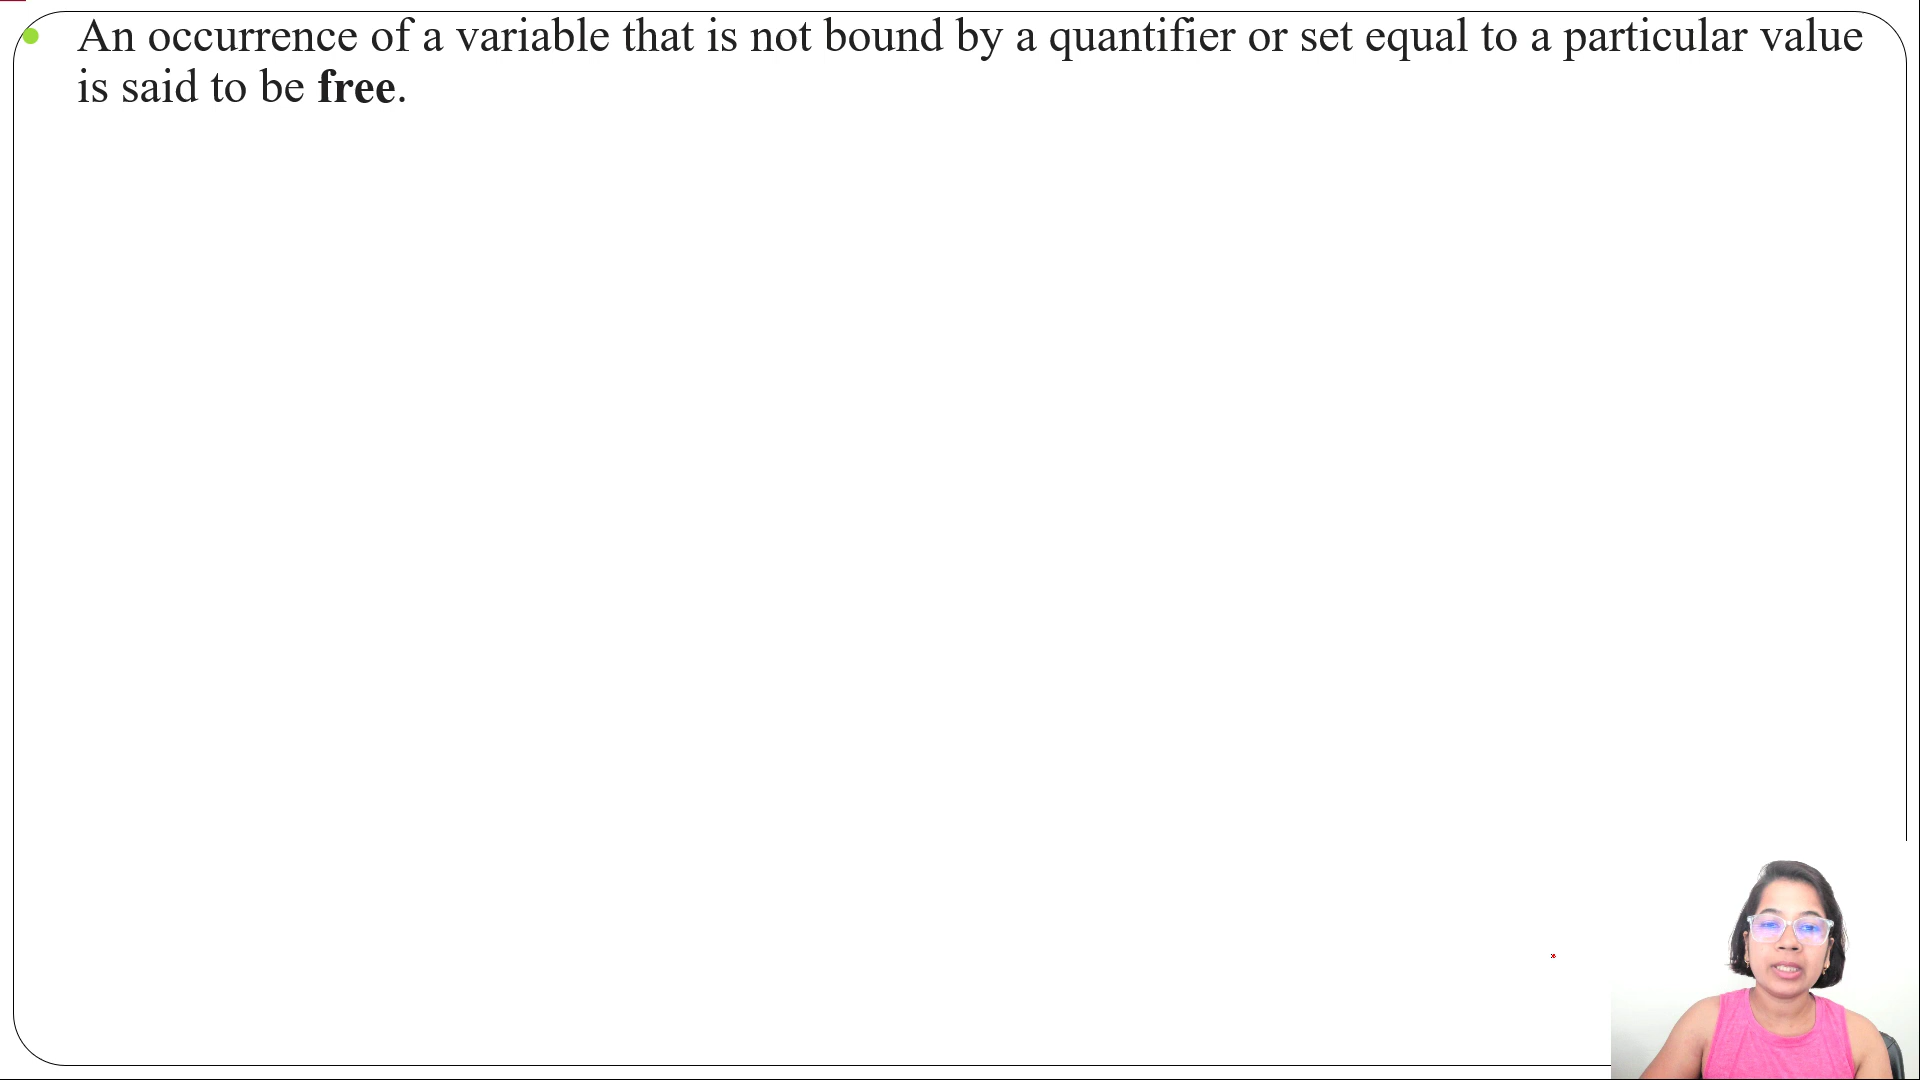 An occurrence of a variable that is not bound by a quantifier or set equal to a particular value
is said to be free.